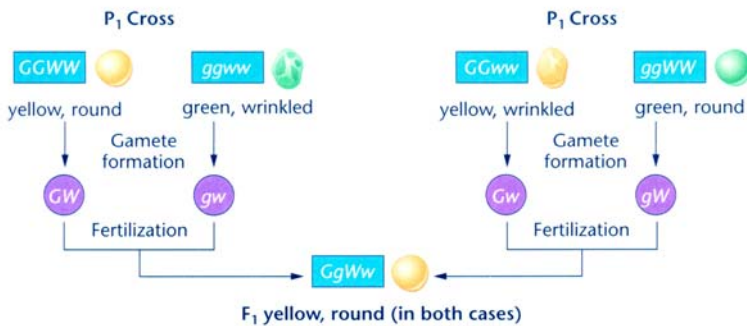 P1 Cross
GGWW
ggww
yellow, round
green, wrinkled
Gamete
formation
GW
gw
Fertilization
P1 Cross
GGww
ggWW
yellow, wrinkled
green, round
Gamete
formation
Gw
gW
Fertilization
GgWw
F1 yellow, round (in both cases)